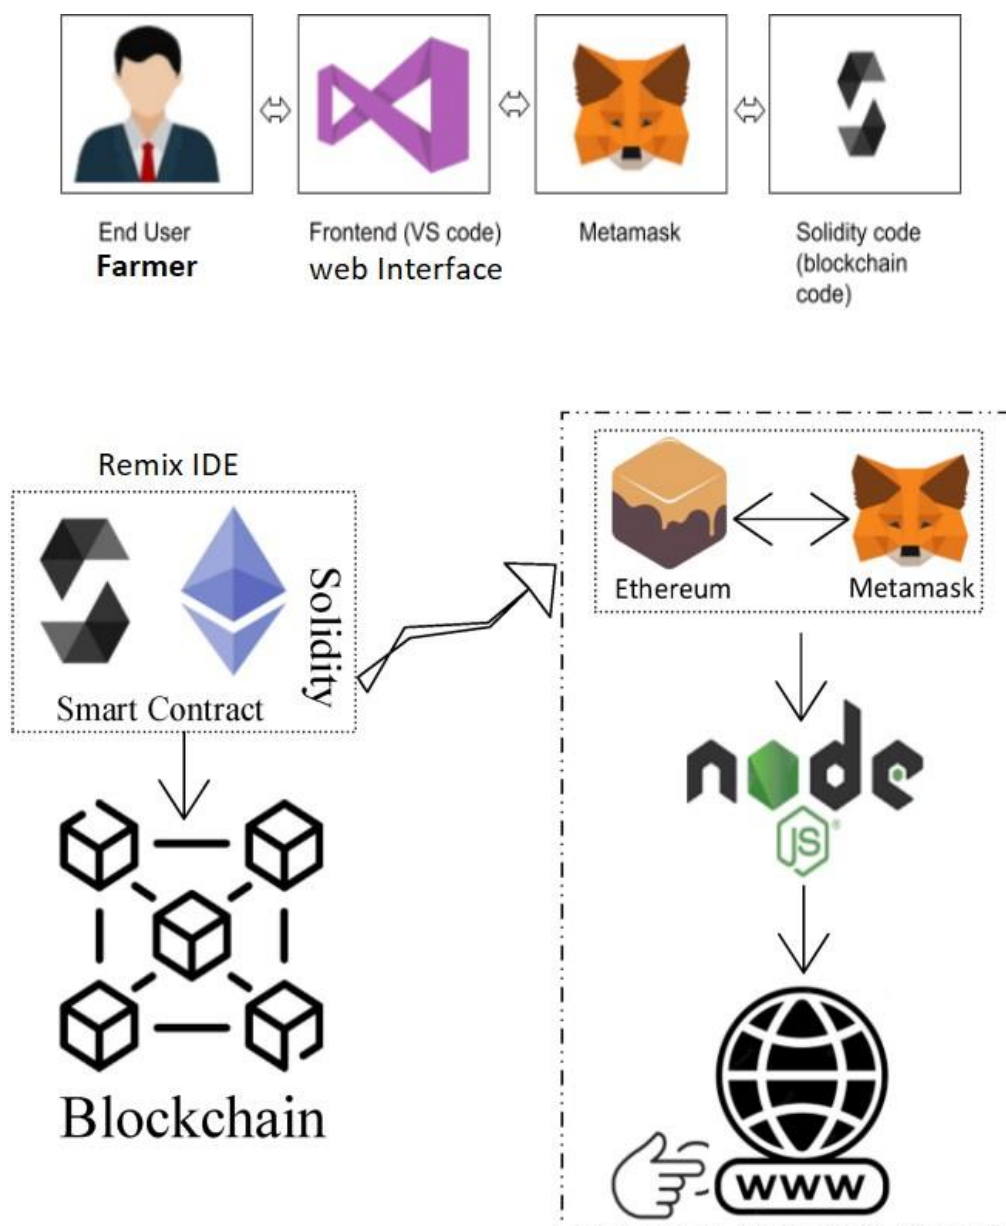 End User
Farmer
Frontend (VS code)
web Interface
Metamask
Solidity code
(blockchain
code)
Remix IDE
Solidity
Smart Contract
Blockchain
Ethereum
Metamask
node
JS®
www